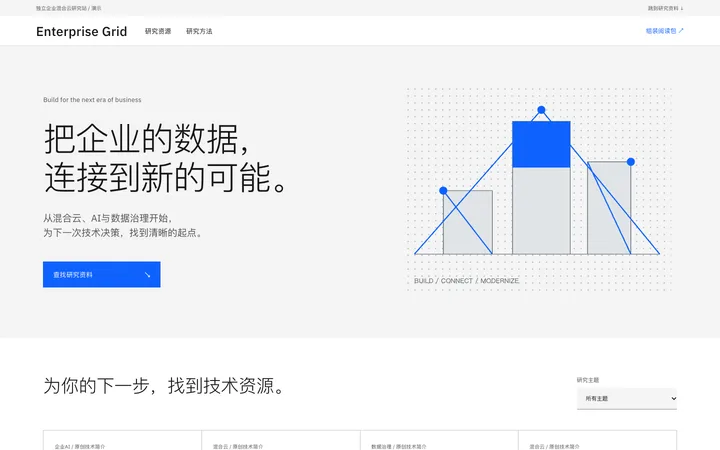 独立企业混合云研究站 / 演示
跳到研究资料 ↓
Enterprise Grid
研究资源
研究方法
组装阅读包 ↗
Build for the next era of business
把企业的数据，
连接到新的可能。
从混合云、AI与数据治理开始，
为下一次技术决策，找到清晰的起点。
查找研究资料 ↘
BUILD / CONNECT / MODERNIZE
为你的下一步，找到技术资源。
研究主题
所有主题
企业AI / 原创技术简介
混合云 / 原创技术简介
数据治理 / 原创技术简介
混合云 / 原创技术简介